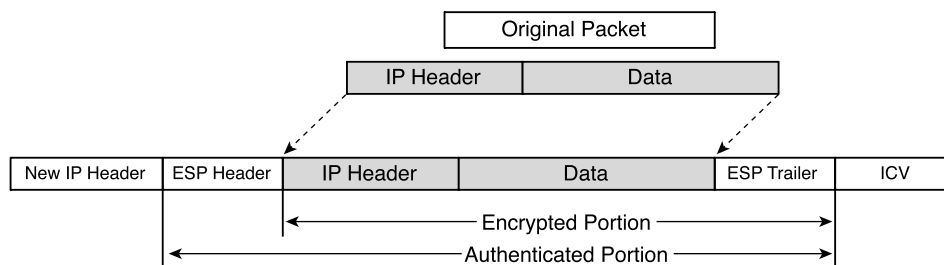 Original Packet
IP Header Data
New IP Header ESP Header IP Header Data ESP Trailer ICV
Encrypted Portion
Authenticated Portion